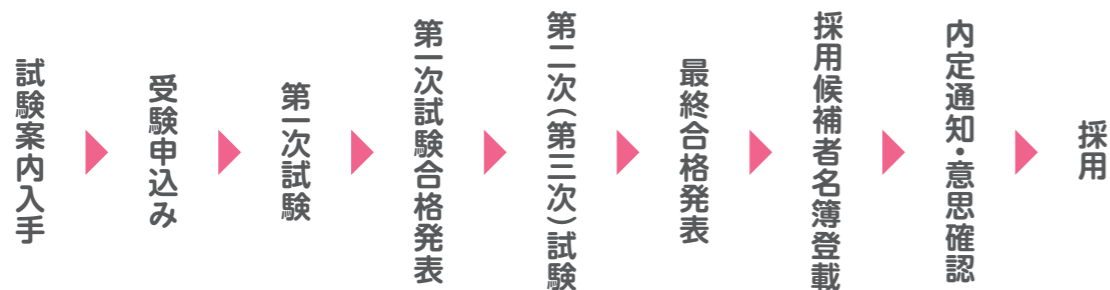 試験案内入手
受験申込み
第一次試験
第一次試験合格発表
第二次(第三次)試験
最終合格発表
採用候補者名簿登載
内定通知・意思確認
採用